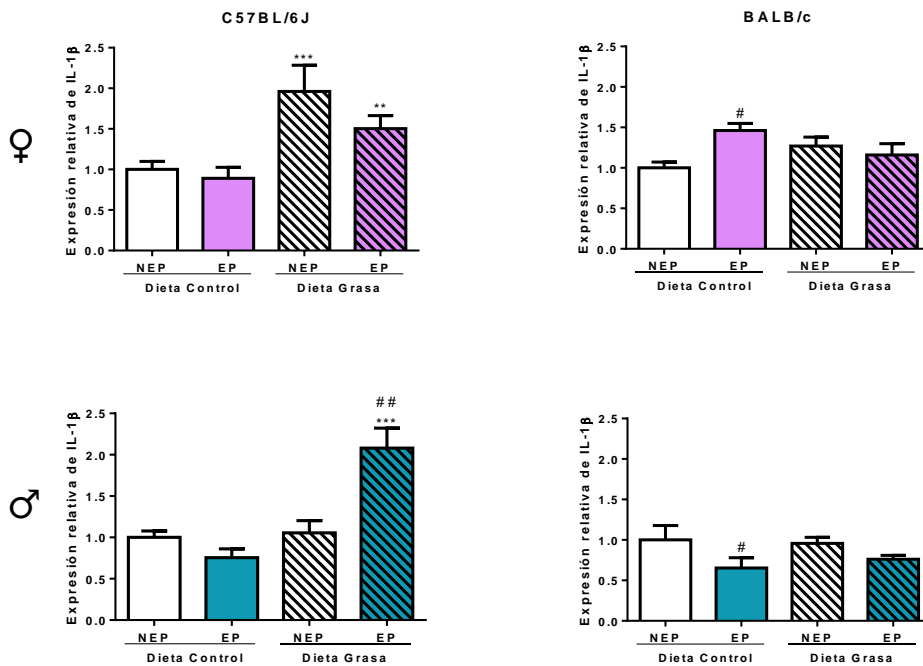 C57BL/6J
BALB/c
♀
Expresión relativa de IL-1β
2.5
2.0
1.5
1.0
0.5
0.0
***
**
NEP EP NEP EP
Dieta Control Dieta Grasa
Expresión relativa de IL-1β
2.5
2.0
1.5
1.0
0.5
0.0
#
NEP EP NEP EP
Dieta Control Dieta Grasa
♂
Expresión relativa de IL-1β
2.5
2.0
1.5
1.0
0.5
0.0
##
***
NEP EP NEP EP
Dieta Control Dieta Grasa
Expresión relativa de IL-1β
2.5
2.0
1.5
1.0
0.5
0.0
#
NEP EP NEP EP
Dieta Control Dieta Grasa